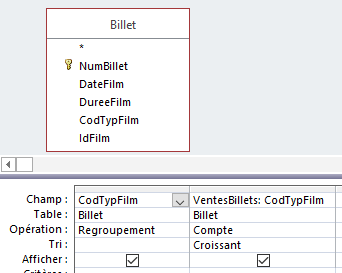 Billet
*
NumBillet
DateFilm
DureeFilm
CodTypFilm
IdFilm
Champ : CodTypFilm VentesBillets: CodTypFilm
Table : Billet Billet
Opération : Regroupement Compte
Tri : Croissant
Afficher :
Critères :